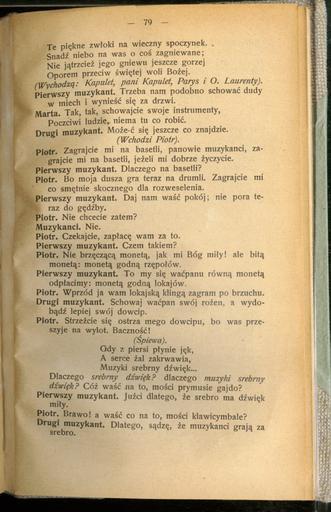 — 79 —
Te piękne zwłoki na wieczny spoczynek.
Snadź niebo na was o coś zagniewane;
Nie jątrzcież jego gniewu jeszcze gorzej
Oporem przeciw świętej woli Bożej.
(Wychodzą: Kapulet, pani Kapulet, Parys i O. Laurenty).
Pierwszy muzykant. Trzeba nam podobno schować dudy
w miech i wynieść się za drzwi.
Marta. Tak, tak, schowajcie swoje instrumenty,
Poczciwi ludzie, niema tu co robić.
Drugi muzykant. Może-ć się jeszcze co znajdzie.
(Wchodzi Piotr).
Piotr. Zagrajcie mi na basetli, panowie muzykanci, za-
grajcie mi na basetli, jeżeli mi dobrze życzycie.
Pierwszy muzykant. Dlaczego na basetli?
Piotr. Bo moja dusza gra teraz na drumli. Zagrajcie mi
co smętnie skocznego dla rozweselenia.
Pierwszy muzykant. Daj nam waść pokój; nie pora te-
raz do gędźby.
Piotr. Nie chcecie zatem?
Muzykanci. Nie.
Piotr. Czekajcie, zapłacę wam za to.
Pierwszy muzykant. Czem takiem?
Piotr. Nie brzęczącą monetą, jak mi Bóg miły! ale bitą
monetą: monetą godną rzępołów.
Pierwszy muzykant. To my się waćpanu równą monetą
odpłacimy: monetą godną lokajów.
Piotr. Wprzód ja wam lokajską klingą zagram po brzuchu.
Drugi muzykant. Schowaj waćpan swój rożen, a wydo-
bądź lepiej swój dowcip.
Piotr. Strzeżcie się ostrza mego dowcipu, bo was prze-
szyje na wylot. Baczność!
(Śpiewa).
Gdy z piersi płynie jęk,
A serce żal zakrwawia,
Muzyki srebrny dźwięk...
Dlaczego srebrny dźwięk? dlaczego muzyki srebrny
dźwięk? Cóż waść na to, mości prymusie gajdo?
Pierwszy muzykant. Juźci dlatego, że srebro ma dźwięk
miły.
Piotr. Brawo! a waść co na to, mości klawicymbale?
Drugi muzykant. Dlatego, sądzę, że muzykanci grają za
srebro.